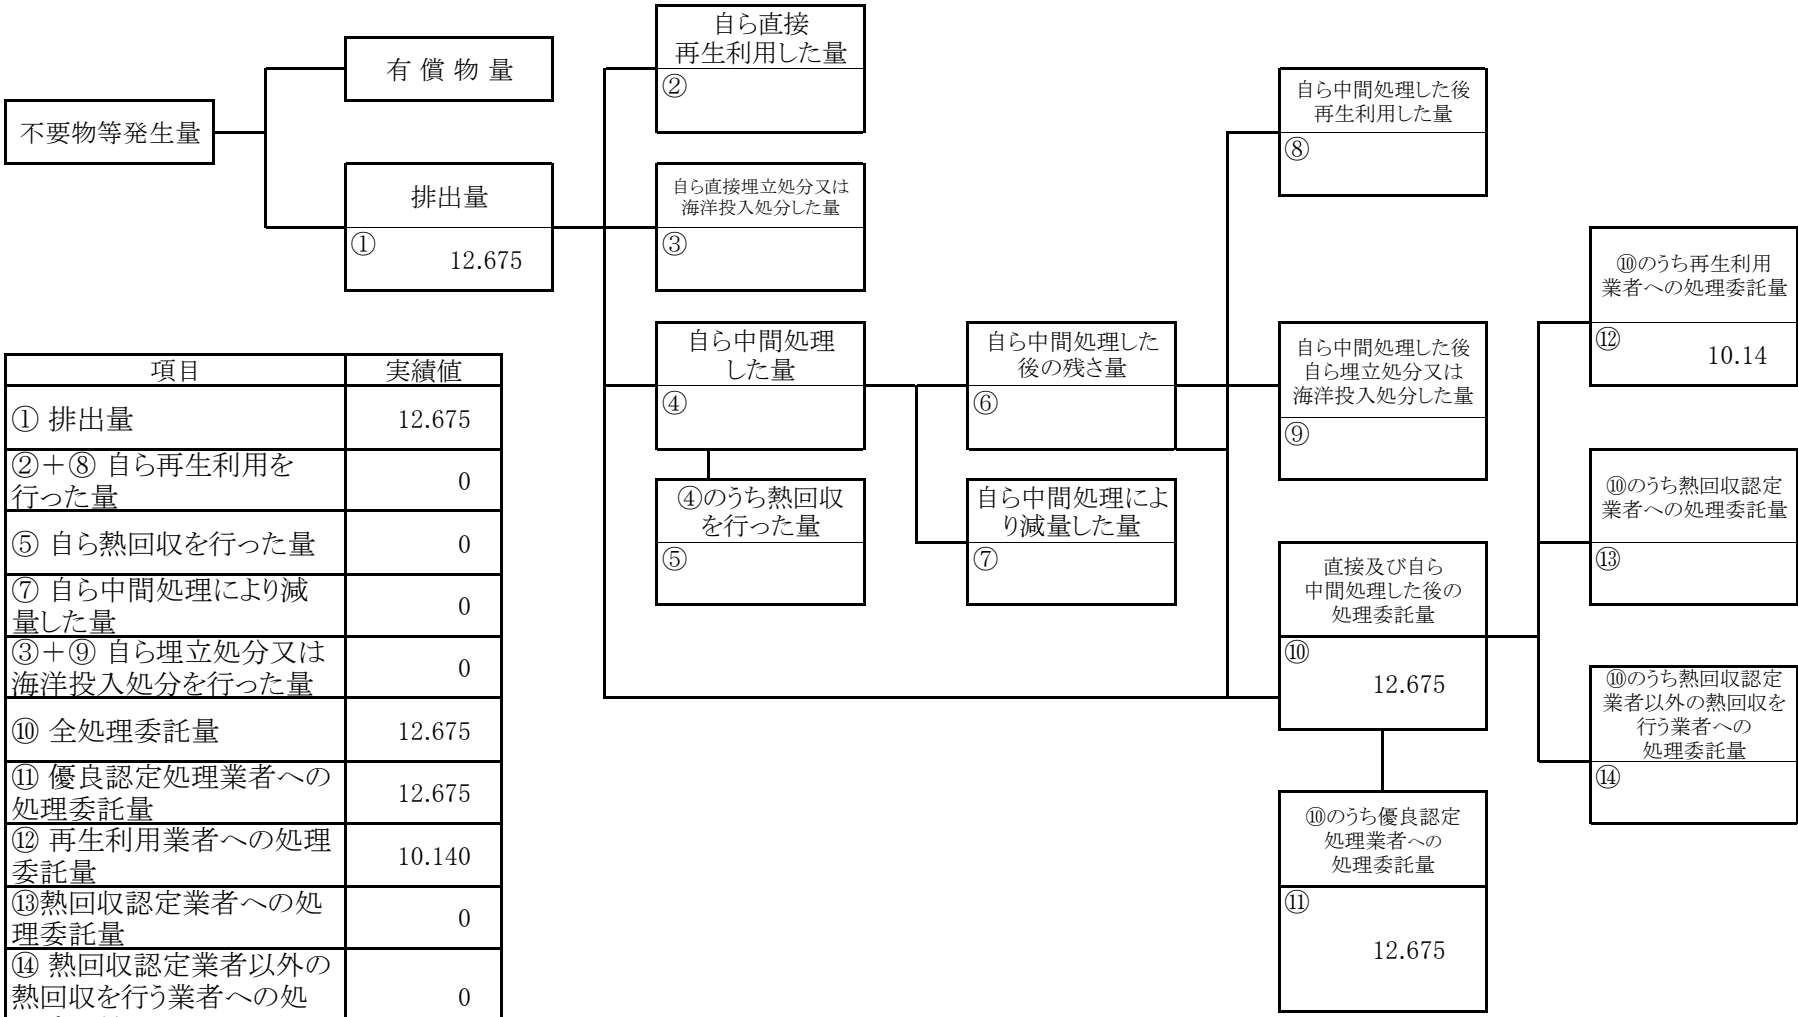 不要物等発生量
有 償 物 量
排出量
①
12.675
自ら直接
再生利用した量
②
自ら直接埋立処分又は
海洋投入処分した量
③
自ら中間処理
した量
④
④のうち熱回収
を行った量
⑤
自ら中間処理した
後の残さ量
⑥
自ら中間処理によ
り減量した量
⑦
自ら中間処理した後
再生利用した量
⑧
自ら中間処理した後
自ら埋立処分又は
海洋投入処分した量
⑨
直接及び自ら
中間処理した後の
処理委託量
⑩
12.675
⑩のうち優良認定
処理業者への
処理委託量
⑪
12.675
⑩のうち再生利用
業者への処理委託量
⑫
10.14
⑩のうち熱回収認定
業者への処理委託量
⑬
⑩のうち熱回収認定
業者以外の熱回収を
行う業者への
処理委託量
⑭
項目 実績値
① 排出量 12.675
②＋⑧ 自ら再生利用を
行った量 0
⑤ 自ら熱回収を行った量 0
⑦ 自ら中間処理により減
量した量 0
③＋⑨ 自ら埋立処分又は
海洋投入処分を行った量 0
⑩ 全処理委託量 12.675
⑪ 優良認定処理業者への
処理委託量 12.675
⑫ 再生利用業者への処理
委託量 10.140
⑬熱回収認定業者への処
理委託量 0
⑭ 熱回収認定業者以外の
熱回収を行う業者への処 0